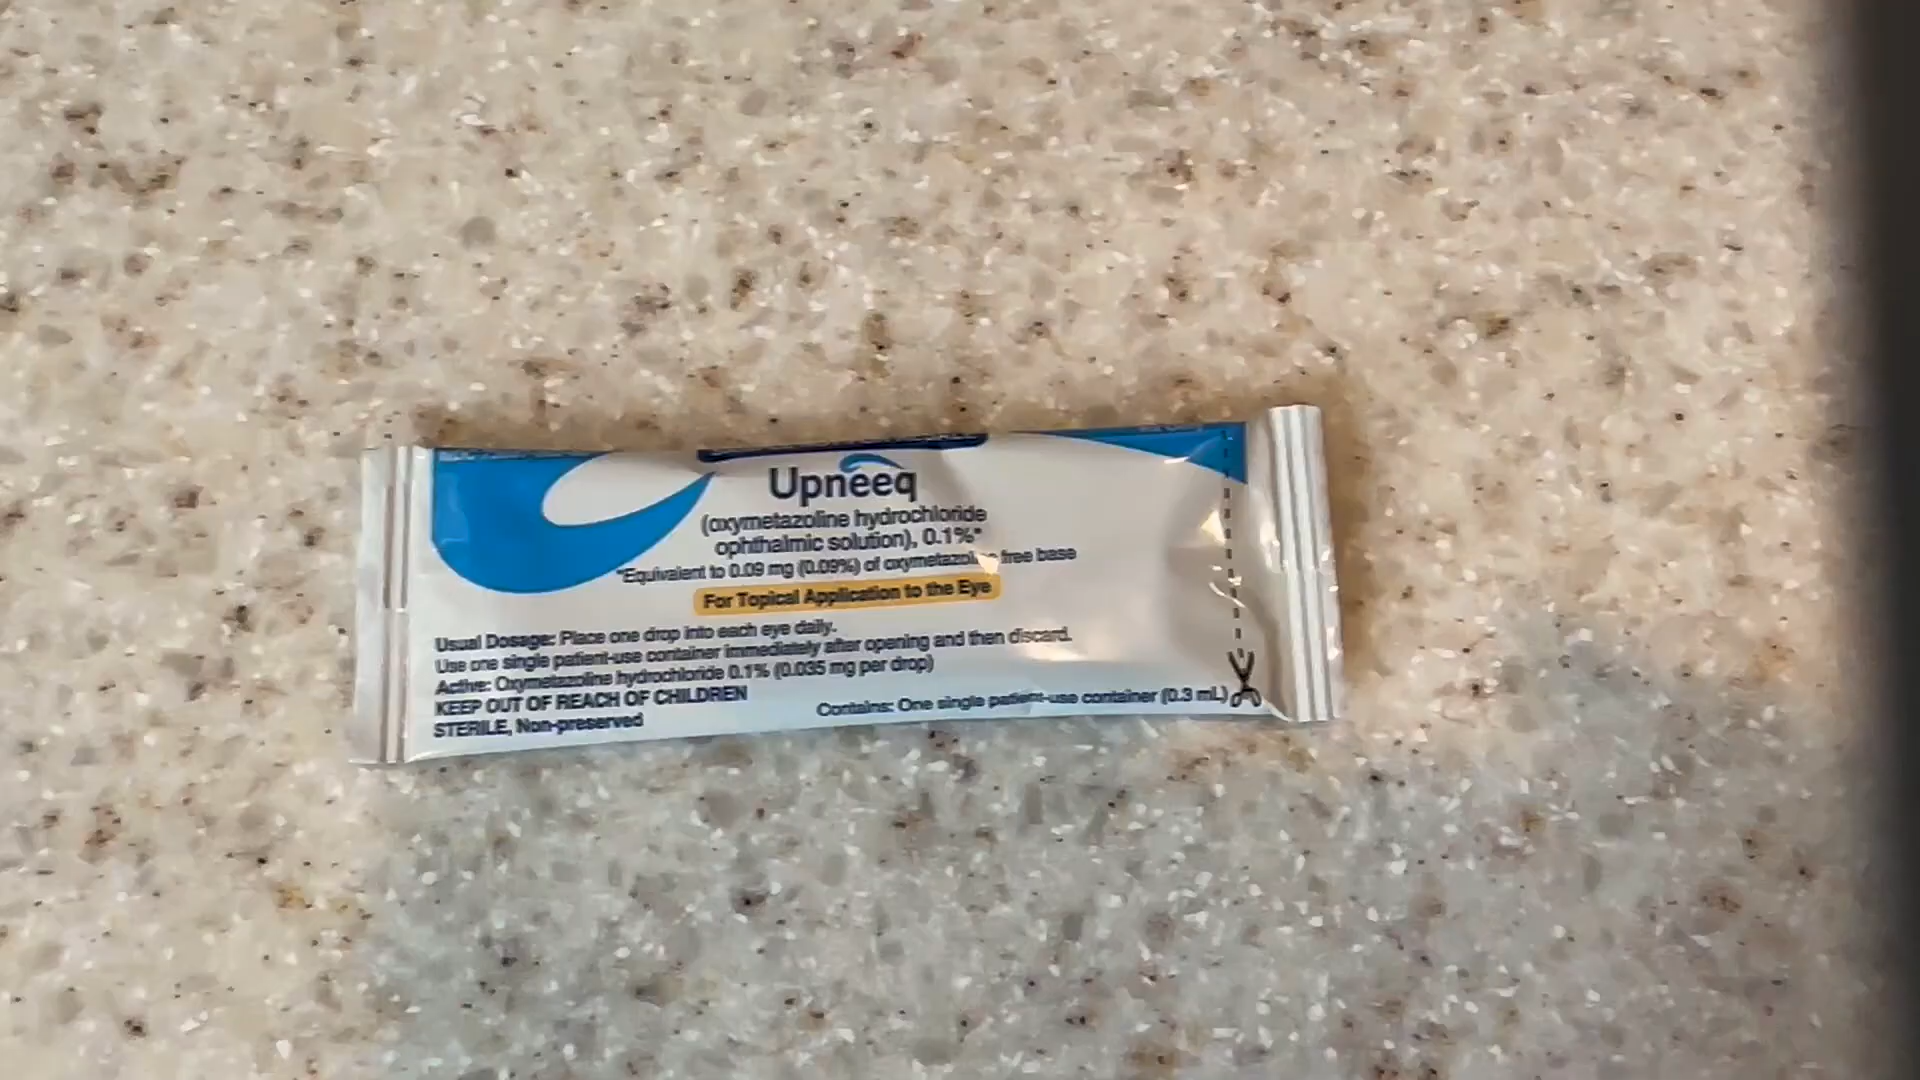 Upneeq
(oxymetazoline hydrochloride
ophthalmic solution), 0.1%*
*Equivalent to 0.09 mg (0.09%) of free base
For Topical Application to the Eye
Usual Dosage: Place one drop into each eye daily.
Use one single patient-use container immediately after opening and then discard.
Active: Oxymetazoline hydrochloride 0.1% (0.035 mg per drop)
KEEP OUT OF REACH OF CHILDREN
STERILE, Non-preserved
Contains: One single patient-use container (0.3 mL)